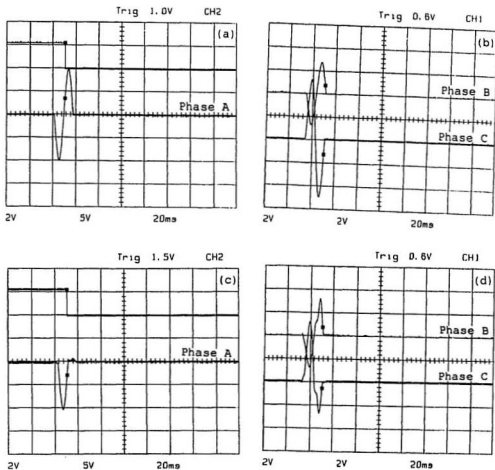 Trig 1.0V CH2
(a)
Phase A
2V 5V 20ms
Trig 0.6V CH1
(b)
Phase B
Phase C
2V 2V 20ms
Trig 1.5V CH2
(c)
Phase A
2V 5V 20ms
Trig 0.6V CH1
(d)
Phase B
Phase C
2V 2V 20ms